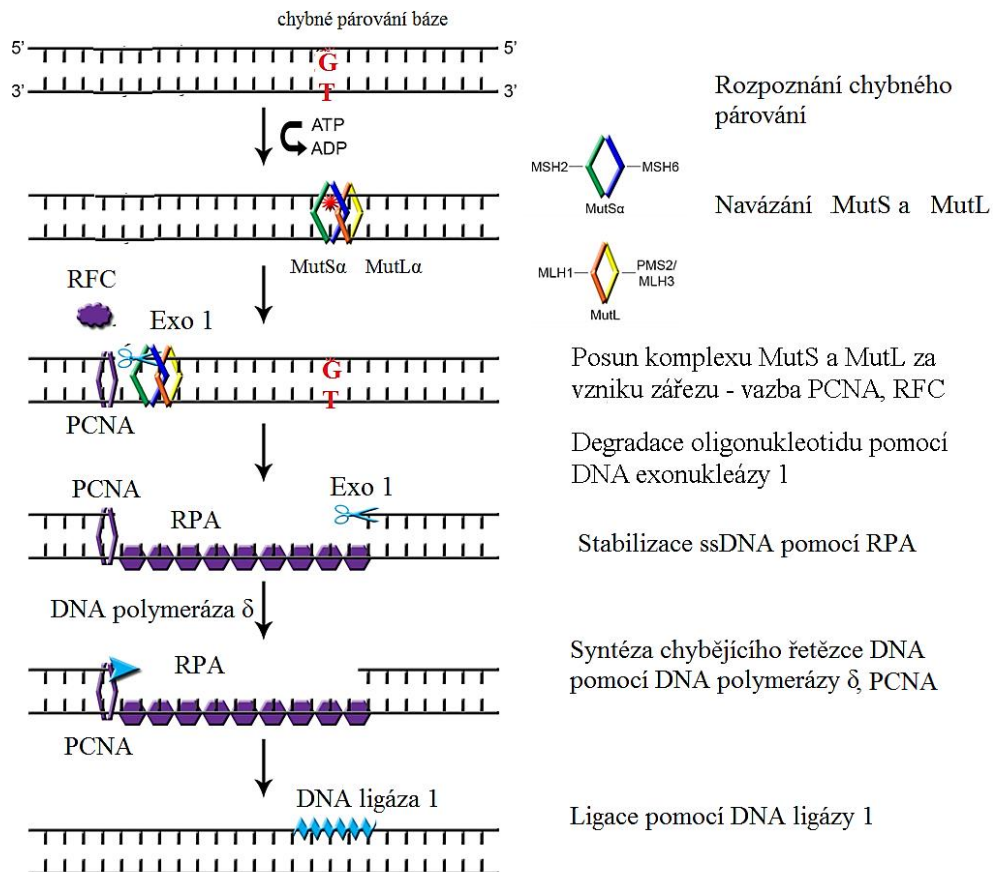 chybné párování báze
5' 5'
G
3' T 3'
Rozpoznání chybného
párování
ATP
ADP
MSH2 MSH6
MutSα
Navázání MutS a MutL
MutSα MutLα
MLH1 PMS2/
MLH3
MutL
RFC
Exo 1
G
T
PCNA
Posun komplexu MutS a MutL za
vzniku zářezu - vazba PCNA, RFC
Degradace oligonukleotidu pomocí
DNA exonukleázy 1
PCNA
Exo 1
RPA
Stabilizace ssDNA pomocí RPA
DNA polymeráza δ
RPA
PCNA
Syntéza chybějícího řetězce DNA
pomocí DNA polymerázy δ, PCNA
DNA ligáza 1
Ligace pomocí DNA ligázy 1